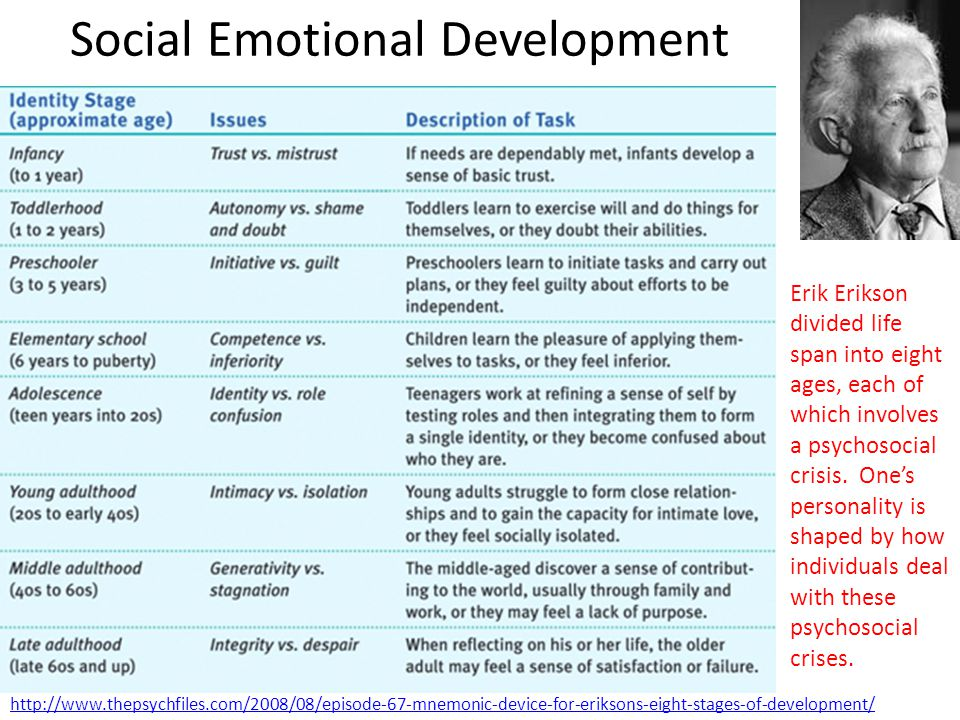 Social Emotional Development
Identity Stage
(approximate age)
Issues
Description of Task
Infancy
(to 1 year)
Trust vs. mistrust
If needs are dependably met, infants develop a
sense of basic trust.
Toddlerhood
(1 to 2 years)
Autonomy vs. shame
and doubt
Toddlers learn to exercise will and do things for
themselves, or they doubt their abilities.
Preschooler
(3 to 5 years)
Initiative vs. guilt
Preschoolers learn to initiate tasks and carry out
plans, or they feel guilty about efforts to be
independent.
Elementary school
(6 years to puberty)
Competence vs.
inferiority
Children learn the pleasure of applying them-
selves to tasks, or they feel inferior.
Adolescence
(teen years into 20s)
Identity vs. role
confusion
Teenagers work at refining a sense of self by
testing roles and then integrating them to form
a single identity, or they become confused about
who they are.
Young adulthood
(20s to early 40s)
Intimacy vs. isolation
Young adults struggle to form close relation-
ships and to gain the capacity for intimate love,
or they feel socially isolated.
Middle adulthood
(40s to 60s)
Generativity vs.
stagnation
The middle-aged discover a sense of contribut-
ing to the world, usually through family and
work, or they may feel a lack of purpose.
Late adulthood
(late 60s and up)
Integrity vs. despair
When reflecting on his or her life, the older
adult may feel a sense of satisfaction or failure.
Erik Erikson
divided life
span into eight
ages, each of
which involves
a psychosocial
crisis.  One’s
personality is
shaped by how
individuals deal
with these
psychosocial
crises.
http://www.thepsychfiles.com/2008/08/episode-67-mnemonic-device-for-eriksons-eight-stages-of-development/